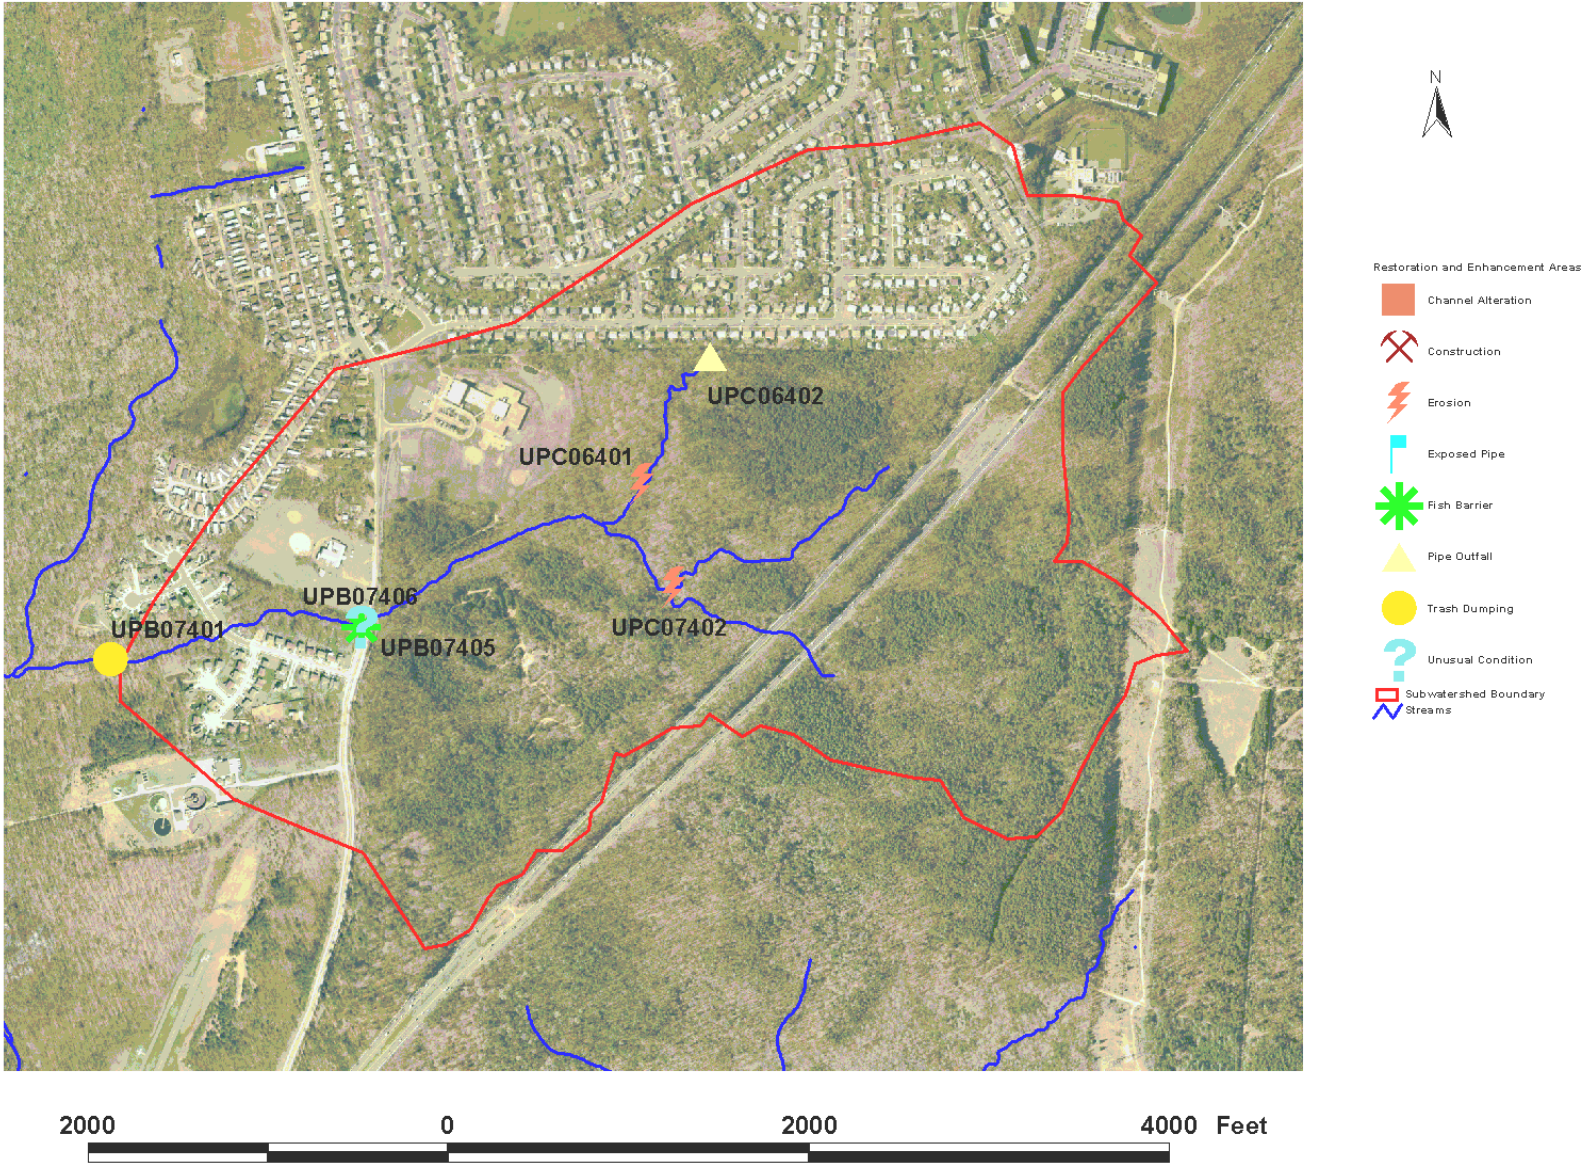 N
Restoration and Enhancement Areas
Channel Alteration
Construction
Erosion
Exposed Pipe
Fish Barrier
Pipe Outfall
Trash Dumping
Unusual Condition
Subwatershed Boundary
Streams
UPC06402
UPC06401
UPB07406
UPB07401
UPC07402
UPB07405
2000 0 2000 4000 Feet